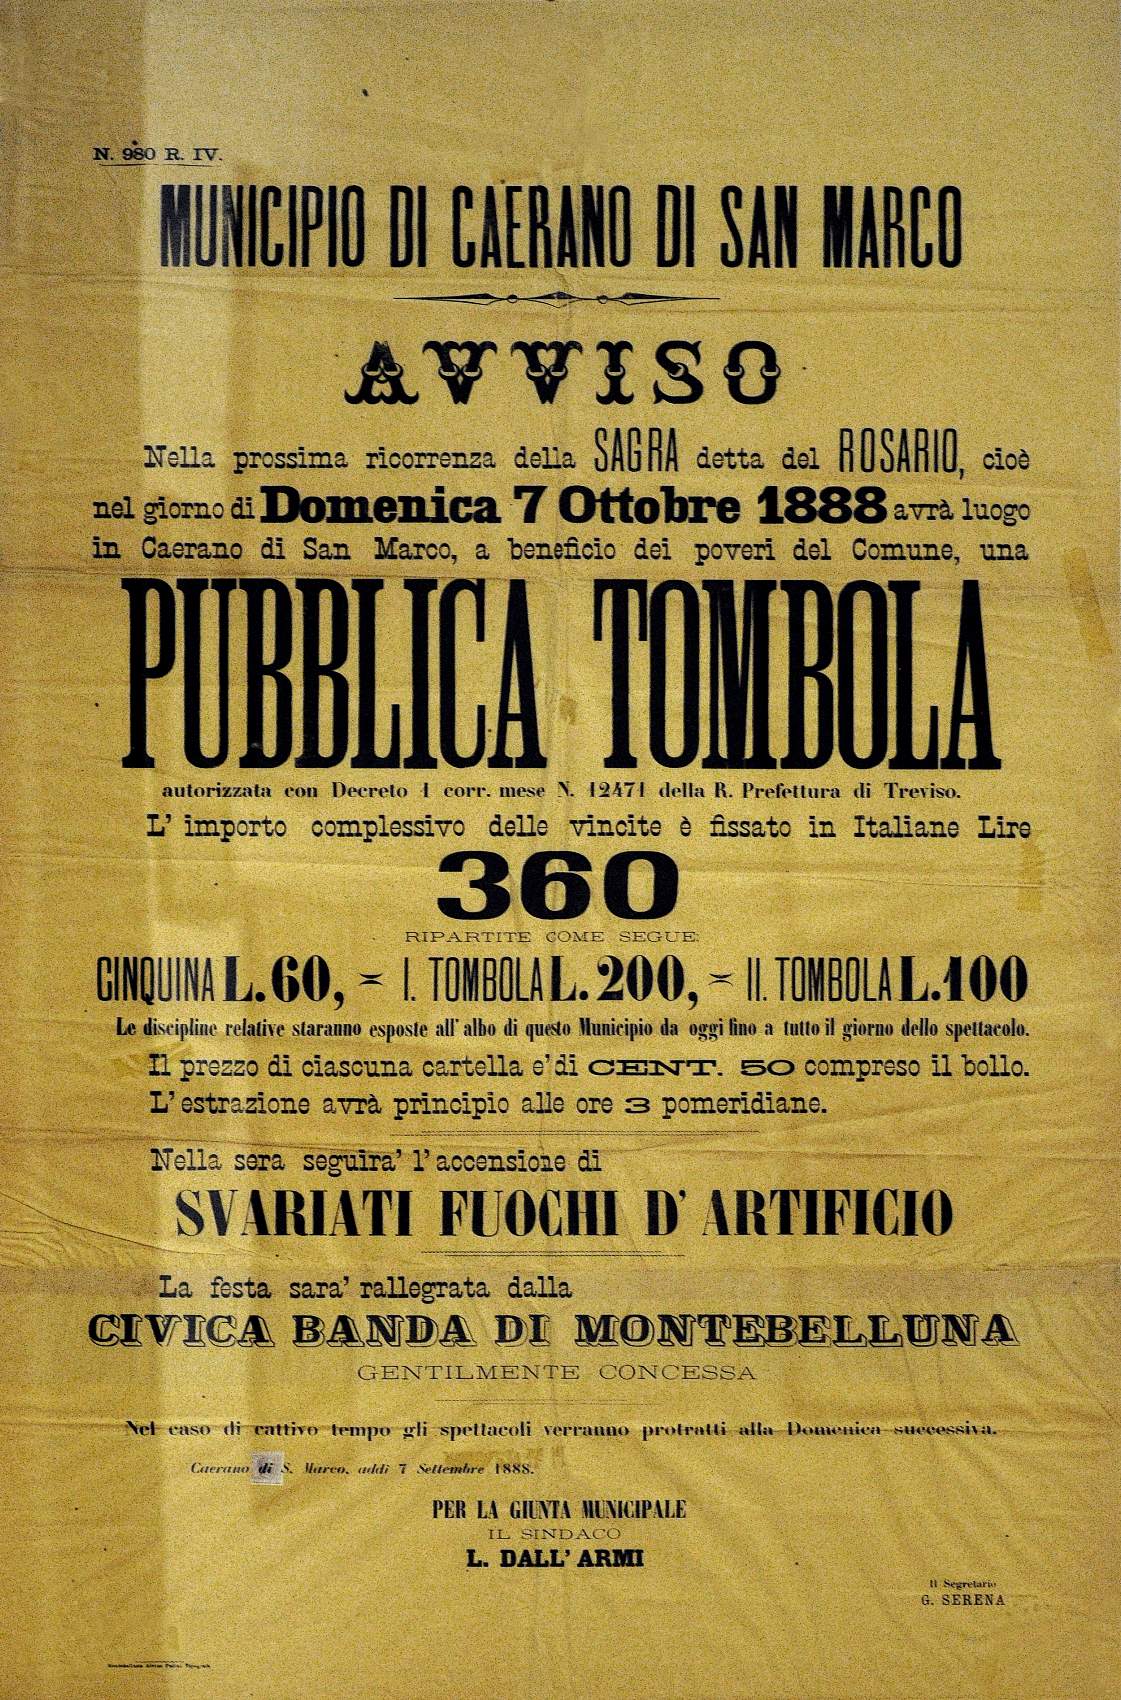 N. 980 R. IV.
MUNICIPIO DI CAERANO DI SAN MARCO
AVVISO
Nella prossima ricorrenza della SAGRA detta del ROSARIO, cioè
nel giorno di Domenica 7 Ottobre 1888 avrà luogo
in Caerano di San Marco, a beneficio dei poveri del Comune, una
PUBBLICA TOMBOLA
autorizzata con Decreto 1 corr. mese N. 12471 della R. Prefettura di Treviso.
L' importo complessivo delle vincite è fissato in Italiane Lire
360
RIPARTITE COME SEGUE:
CINQUINA L. 60, = I. TOMBOLA L. 200, = II. TOMBOLA L. 100
Le discipline relative staranno esposte all' albo di questo Municipio da oggi fino a tutto il giorno dello spettacolo.
Il prezzo di ciascuna cartella e' di CENT. 50 compreso il bollo.
L' estrazione avrà principio alle ore 3 pomeridiane.
Nella sera seguira' l' accensione di
SVARIATI FUOCHI D' ARTIFICIO
La festa sara' rallegrata dalla
CIVICA BANDA DI MONTEBELLUNA
GENTILMENTE CONCESSA
Nel caso di cattivo tempo gli spettacoli verranno protratti alla Domenica successiva.
Caerano di S. Marco, addì 7 Settembre 1888.
PER LA GIUNTA MUNICIPALE
IL SINDACO
L. DALL' ARMI
Il Segretario
G. SERENA